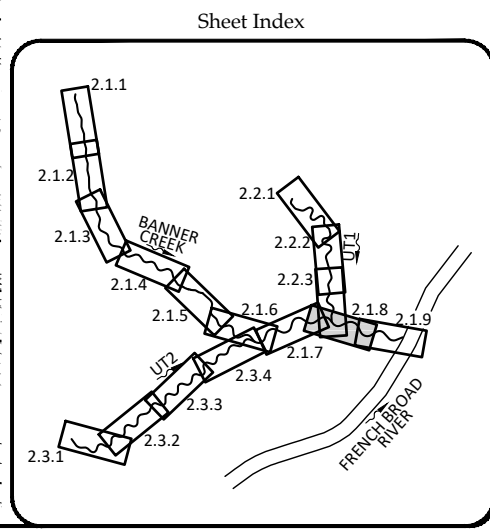 Sheet Index
2.1.1
2.1.2
2.1.3
BANNER
CREEK
2.1.4
2.1.5
2.1.6
2.1.7
2.1.8
2.1.9
2.2.1
2.2.2
UT1
2.2.3
UT2
2.3.4
2.3.3
2.3.2
2.3.1
FRENCH BROAD
RIVER